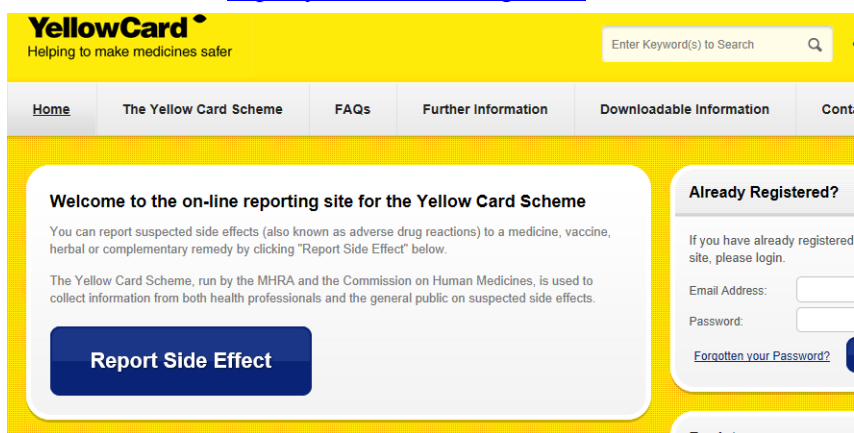 YellowCard
Helping to make medicines safer
Enter Keyword(s) to Search
Home
The Yellow Card Scheme
FAQs
Further Information
Downloadable Information
Welcome to the on-line reporting site for the Yellow Card Scheme
You can report suspected side effects (also known as adverse drug reactions) to a medicine, vaccine,
herbal or complementary remedy by clicking "Report Side Effect" below.
The Yellow Card Scheme, run by the MHRA and the Commission on Human Medicines, is used to
collect information from both health professionals and the general public on suspected side effects.
Report Side Effect
Already Registered?
If you have already registered
site, please login.
Email Address:
Password:
Forgotten your Password?